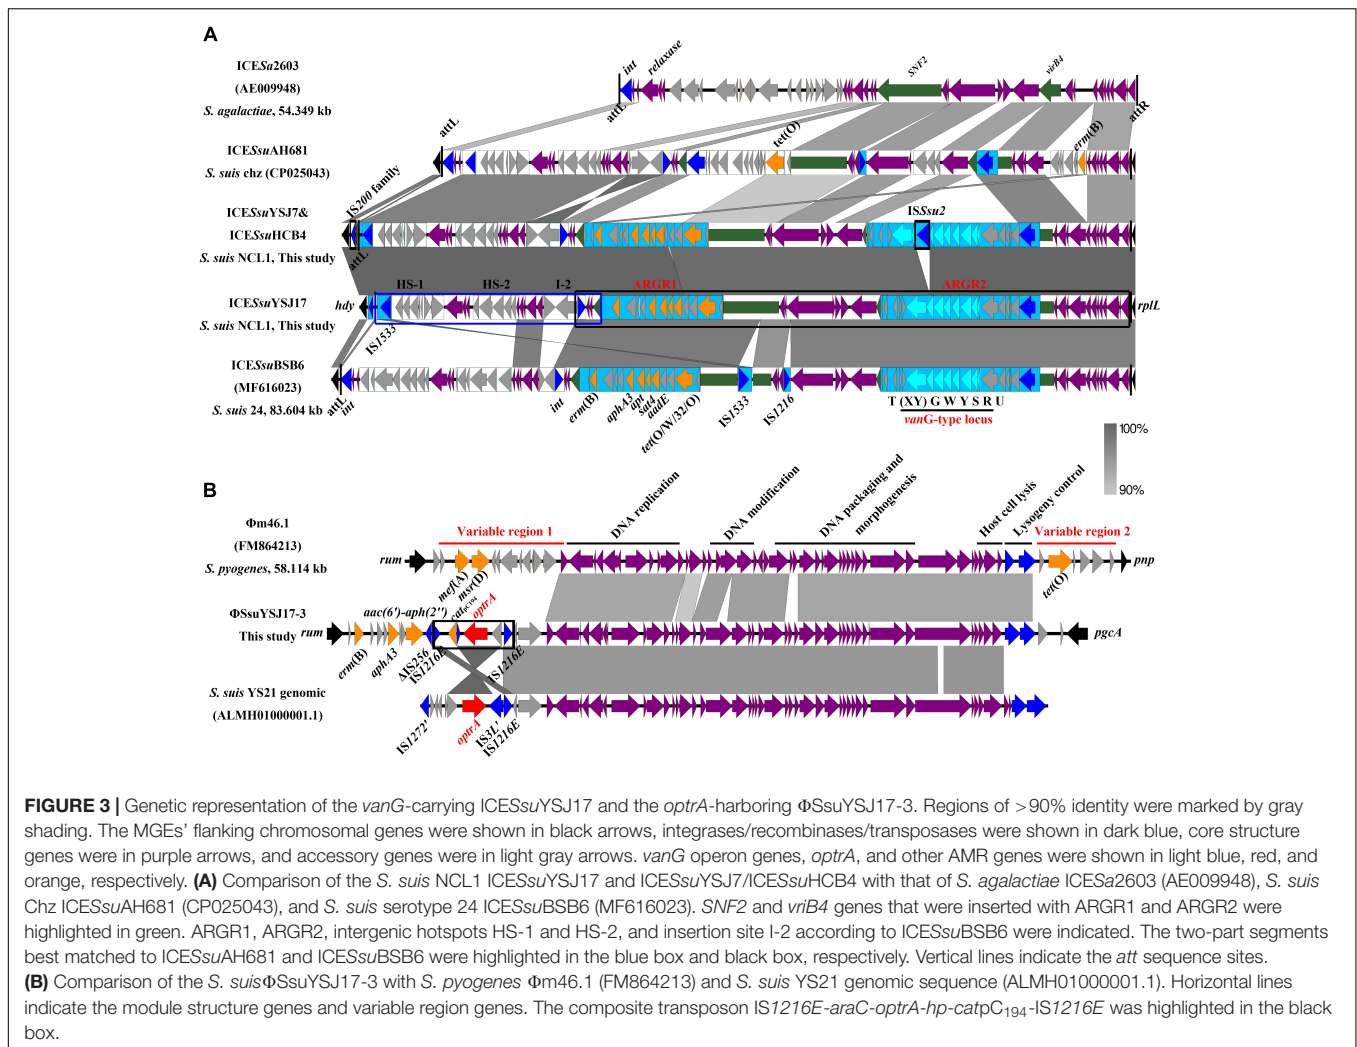 A
ICESa2603
(AE009948)
S. agalactiae, 54.349 kb
int
relaxase
SNF2
virB4
attL
attR
ICESsuAH681
S. suis chz (CP025043)
attL
tet(O)
erm(B)
IS200 family
ICESsuYSJ7&
ICESsuHCB4
S. suis NCL1, This study
attL
ISSsu2
ICESsuYSJ17
S. suis NCL1, This study
hdy
HS-1
HS-2
I-2
ARGR1
ARGR2
rplL
IS1533
ICESsuBSB6
(MF616023)
S. suis 24, 83.604 kb
attL
int
int
erm(B)
aphA3
apt
sat4
aadE
tet(O/W/32/O)
IS1533
IS1216
T (XY) G W Y S R U
vanG-type locus
100%
90%
B
Φm46.1
(FM864213)
S. pyogenes, 58.114 kb
Variable region 1
DNA replication
DNA modification
DNA packaging and
morphogenesis
Host cell lysis
Lysogeny control
Variable region 2
rum
mef(A)
msr(D)
tet(O)
pnp
ΦSsuYSJ17-3
This study
rum
aac(6')-aph(2'')
catpC194
optrA
erm(B)
aphA3
ΔIS256
IS1216E
IS1216E
pgcA
S. suis YS21 genomic
(ALMH01000001.1)
IS1272'
optrA
IS3L'
IS1216E
FIGURE 3 | Genetic representation of the vanG-carrying ICESsuYSJ17 and the optrA-harboring ΦSsuYSJ17-3. Regions of >90% identity were marked by gray
shading. The MGEs' flanking chromosomal genes were shown in black arrows, integrases/recombinases/transposases were shown in dark blue, core structure
genes were in purple arrows, and accessory genes were in light gray arrows. vanG operon genes, optrA, and other AMR genes were shown in light blue, red, and
orange, respectively. (A) Comparison of the S. suis NCL1 ICESsuYSJ17 and ICESsuYSJ7/ICESsuHCB4 with that of S. agalactiae ICESa2603 (AE009948), S. suis
Chz ICESsuAH681 (CP025043), and S. suis serotype 24 ICESsuBSB6 (MF616023). SNF2 and vriB4 genes that were inserted with ARGR1 and ARGR2 were
highlighted in green. ARGR1, ARGR2, intergenic hotspots HS-1 and HS-2, and insertion site I-2 according to ICESsuBSB6 were indicated. The two-part segments
best matched to ICESsuAH681 and ICESsuBSB6 were highlighted in the blue box and black box, respectively. Vertical lines indicate the att sequence sites.
(B) Comparison of the S. suisΦSsuYSJ17-3 with S. pyogenes Φm46.1 (FM864213) and S. suis YS21 genomic sequence (ALMH01000001.1). Horizontal lines
indicate the module structure genes and variable region genes. The composite transposon IS1216E-araC-optrA-hp-catpC194-IS1216E was highlighted in the black
box.